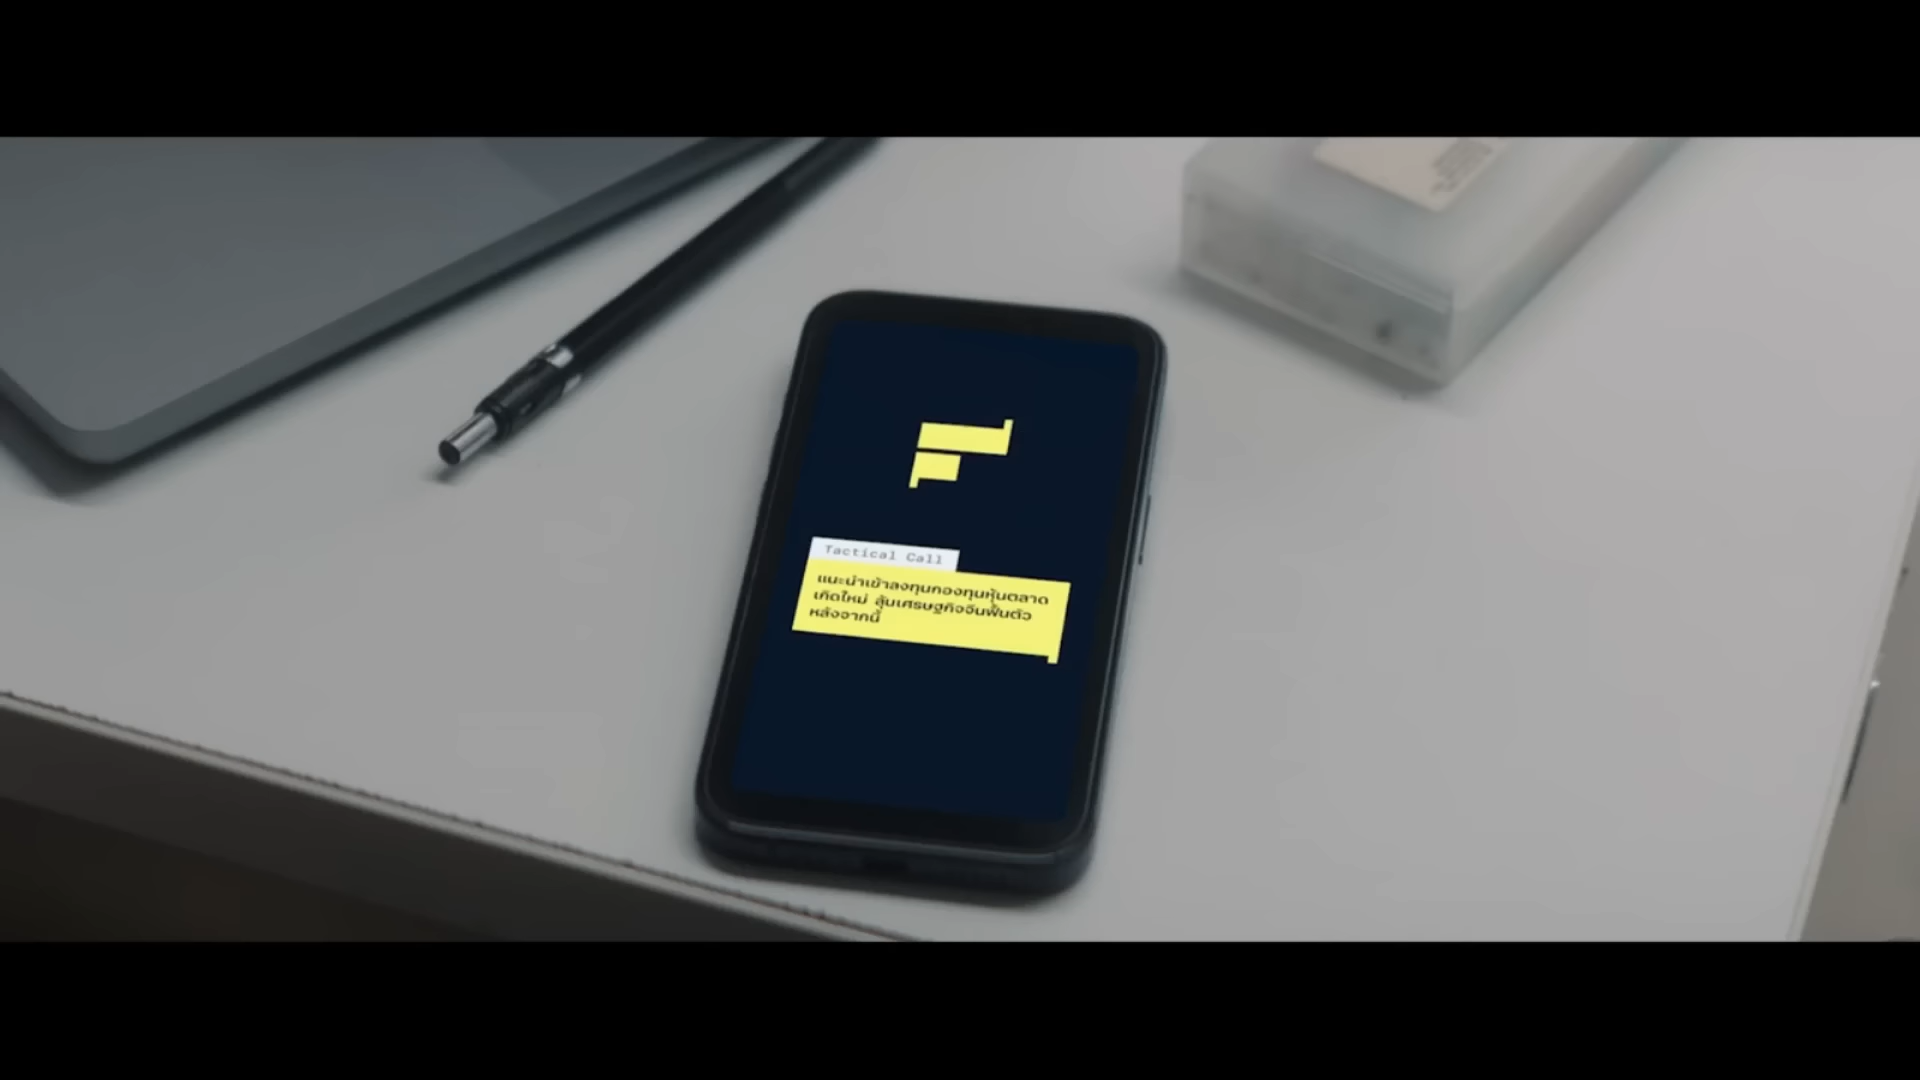 Tactical Call
แนะนำเข้าลงทุนกองทุนหุ้นตลาด
เกิดใหม่ ลุ้นเศรษฐกิจจีนฟื้นตัว
หลังจากนี้